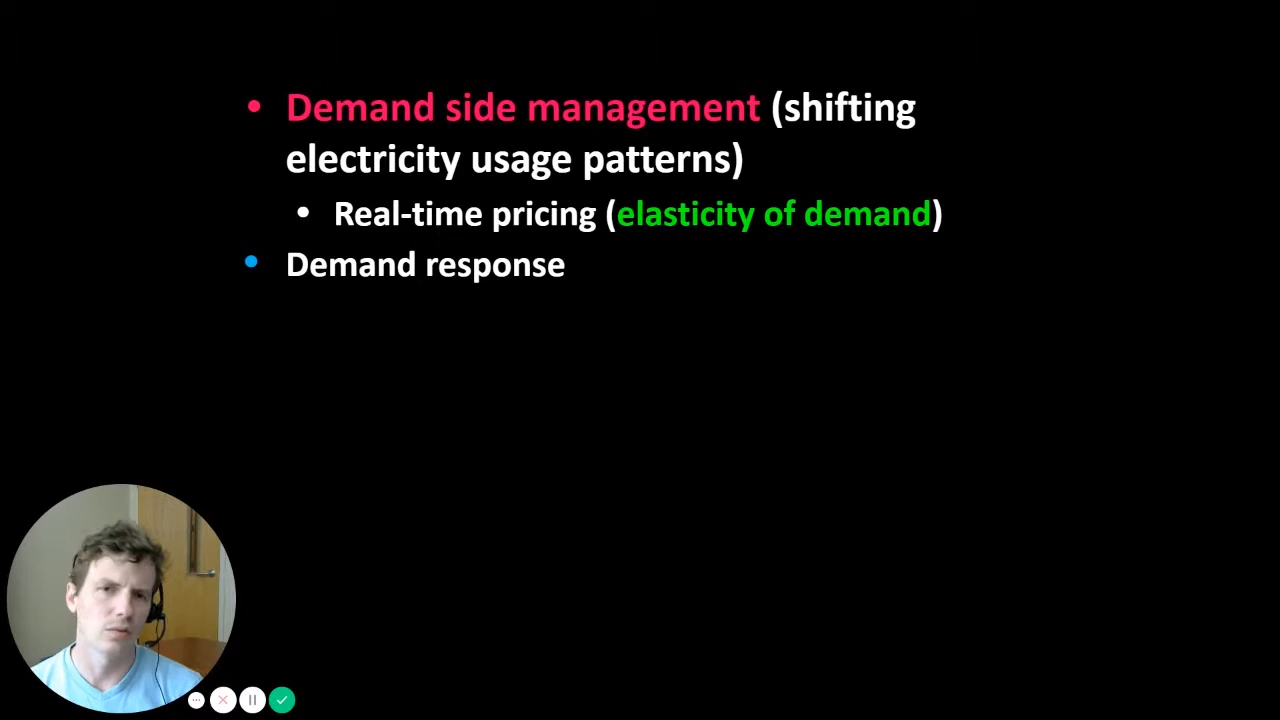 • Demand side management (shifting
electricity usage patterns)
• Real-time pricing (elasticity of demand)
• Demand response